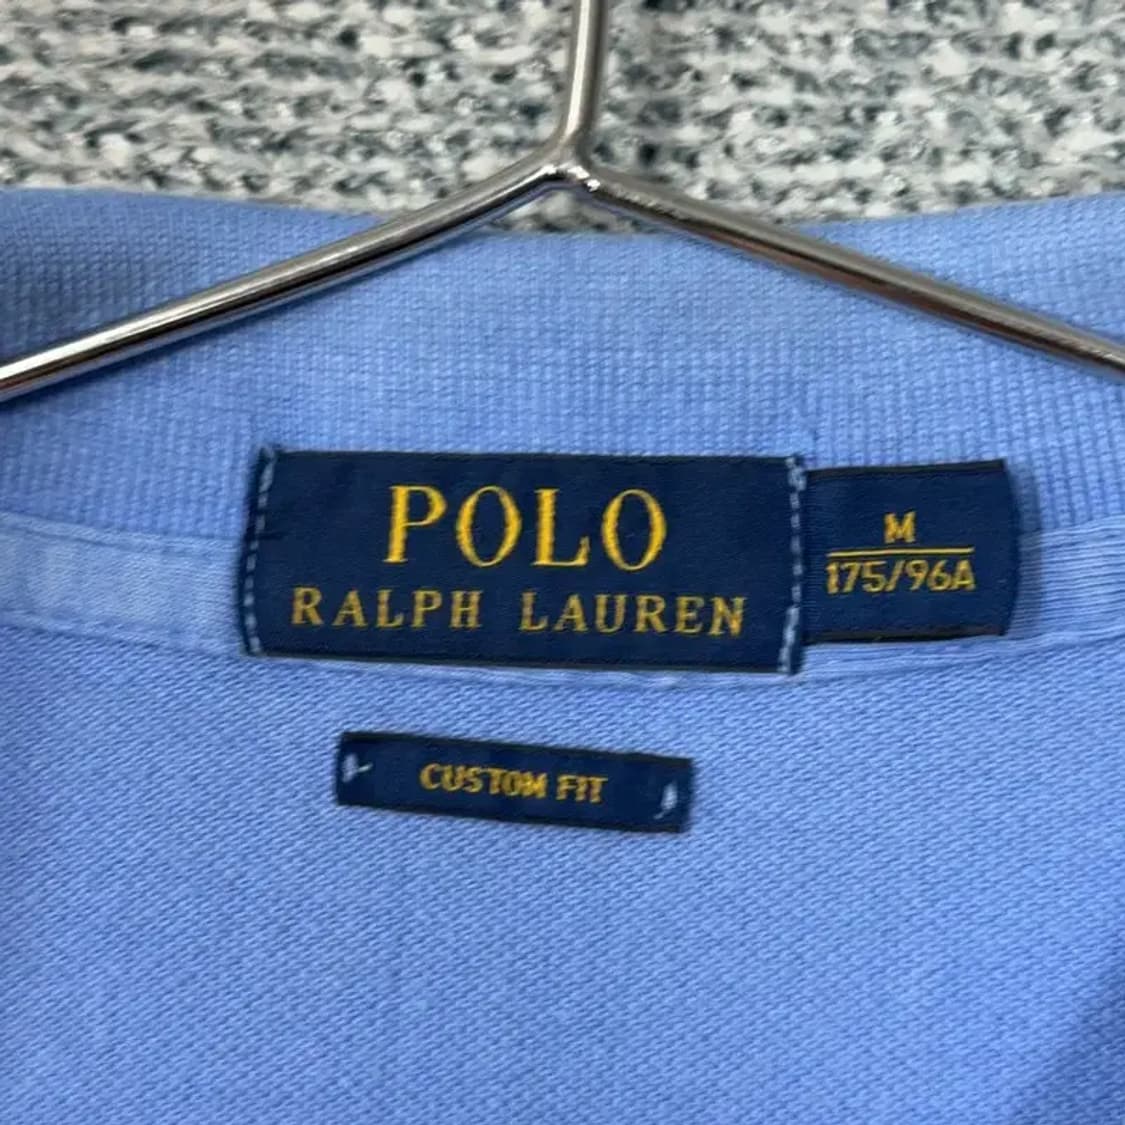 POLO
RALPH LAUREN
M
175/96A
CUSTOM FIT